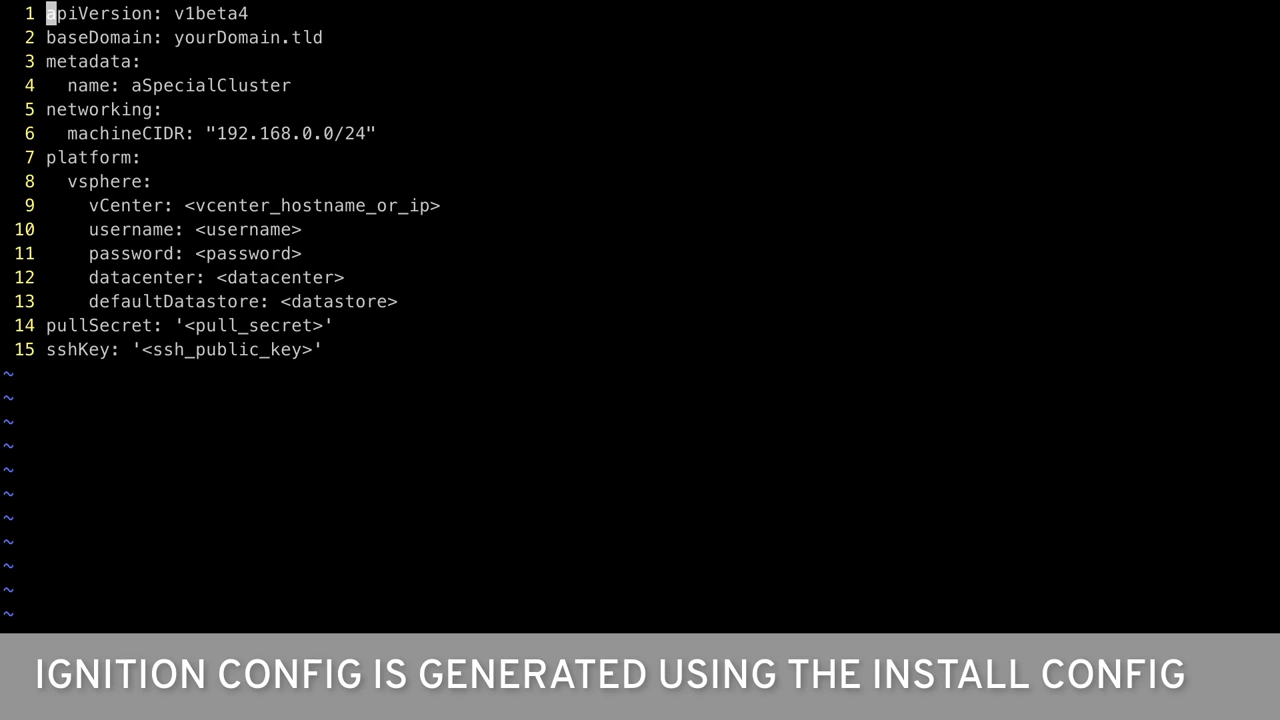 1 apiVersion: v1beta4
2 baseDomain: yourDomain.tld
3 metadata:
4   name: aSpecialCluster
5 networking:
6   machineCIDR: "192.168.0.0/24"
7 platform:
8   vsphere:
9     vCenter: <vcenter_hostname_or_ip>
10     username: <username>
11     password: <password>
12     datacenter: <datacenter>
13     defaultDatastore: <datastore>
14 pullSecret: '<pull_secret>'
15 sshKey: '<ssh_public_key>'
~
~
~
~
~
~
~
~
~
~
~
IGNITION CONFIG IS GENERATED USING THE INSTALL CONFIG